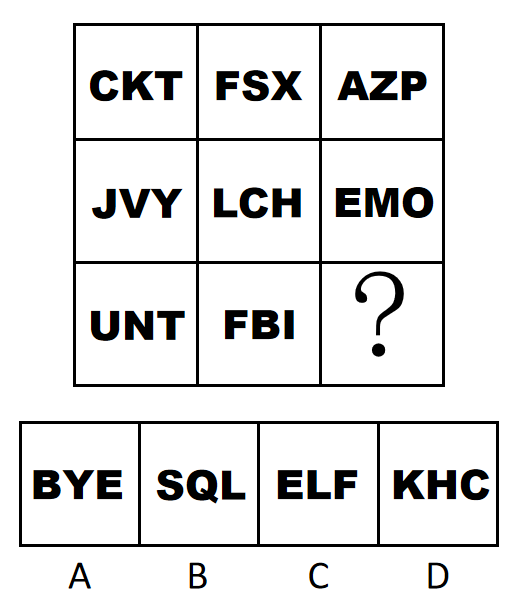 CKT FSX AZP
JVY LCH EMO
UNT FBI ?
BYE SQL ELF KHC
A B C D